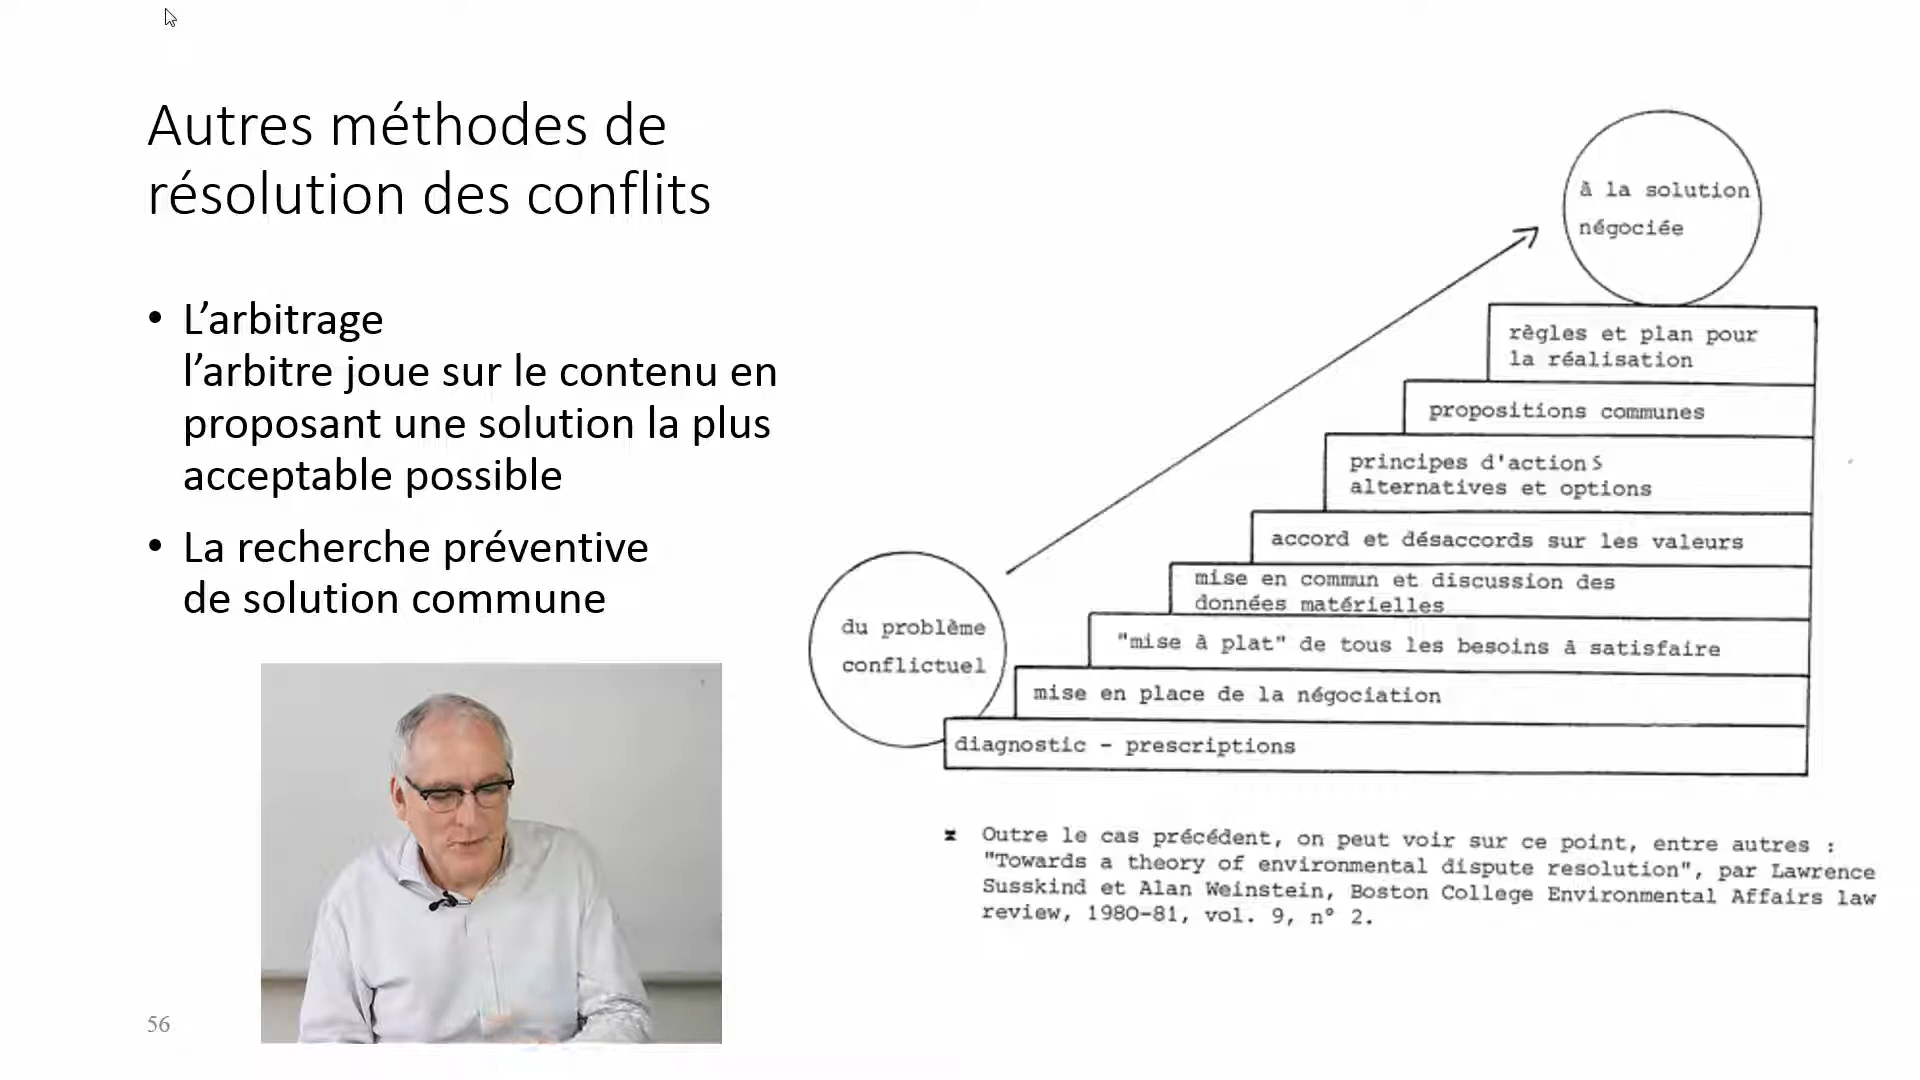 Autres méthodes de
résolution des conflits
• L’arbitrage
l’arbitre joue sur le contenu en
proposant une solution la plus
acceptable possible
• La recherche préventive
de solution commune
56
à la solution
négociée
règles et plan pour
la réalisation
propositions communes
principes d'actions
alternatives et options
accord et désaccords sur les valeurs
mise en commun et discussion des
données matérielles
"mise à plat" de tous les besoins à satisfaire
mise en place de la négociation
diagnostic - prescriptions
du problème
conflictuel
Outre le cas précédent, on peut voir sur ce point, entre autres :
"Towards a theory of environmental dispute resolution", par Lawrence
Susskind et Alan Weinstein, Boston College Environmental Affairs law
review, 1980-81, vol. 9, n° 2.